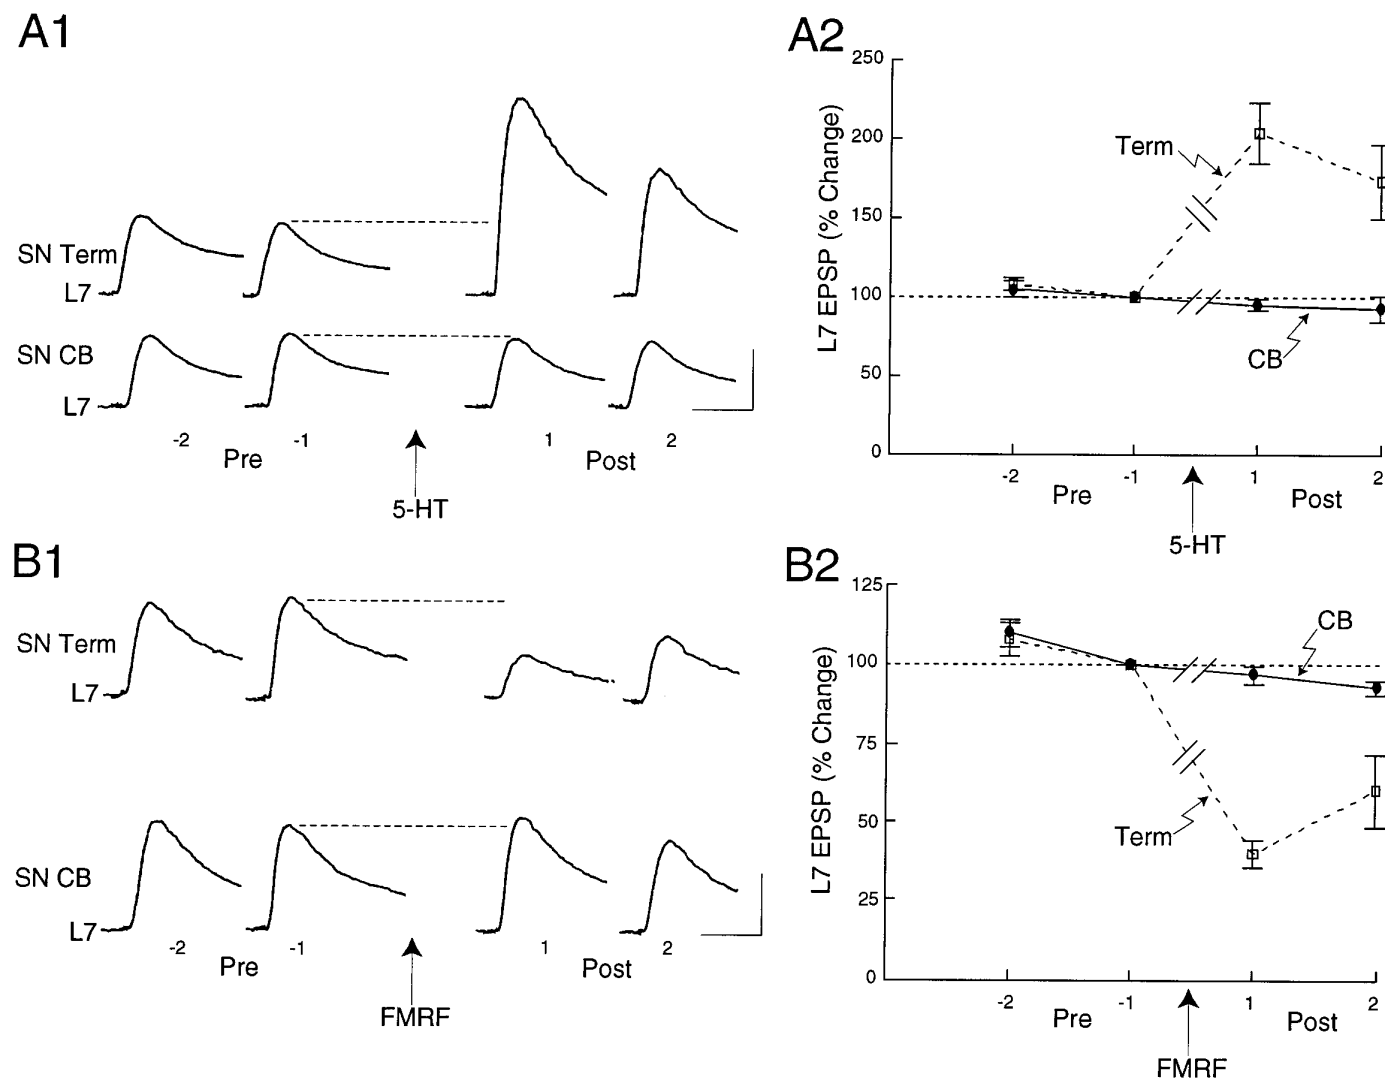 A1
SN Term
L7
SN CB
L7
-2 -1 1 2
Pre Post
5-HT
A2
L7 EPSP (% Change)
250
200
150
100
50
0
Term
CB
-2 -1 1 2
Pre Post
5-HT
B1
SN Term
L7
SN CB
L7
-2 -1 1 2
Pre Post
FMRF
B2
L7 EPSP (% Change)
125
100
75
50
25
0
CB
Term
-2 -1 1 2
Pre Post
FMRF